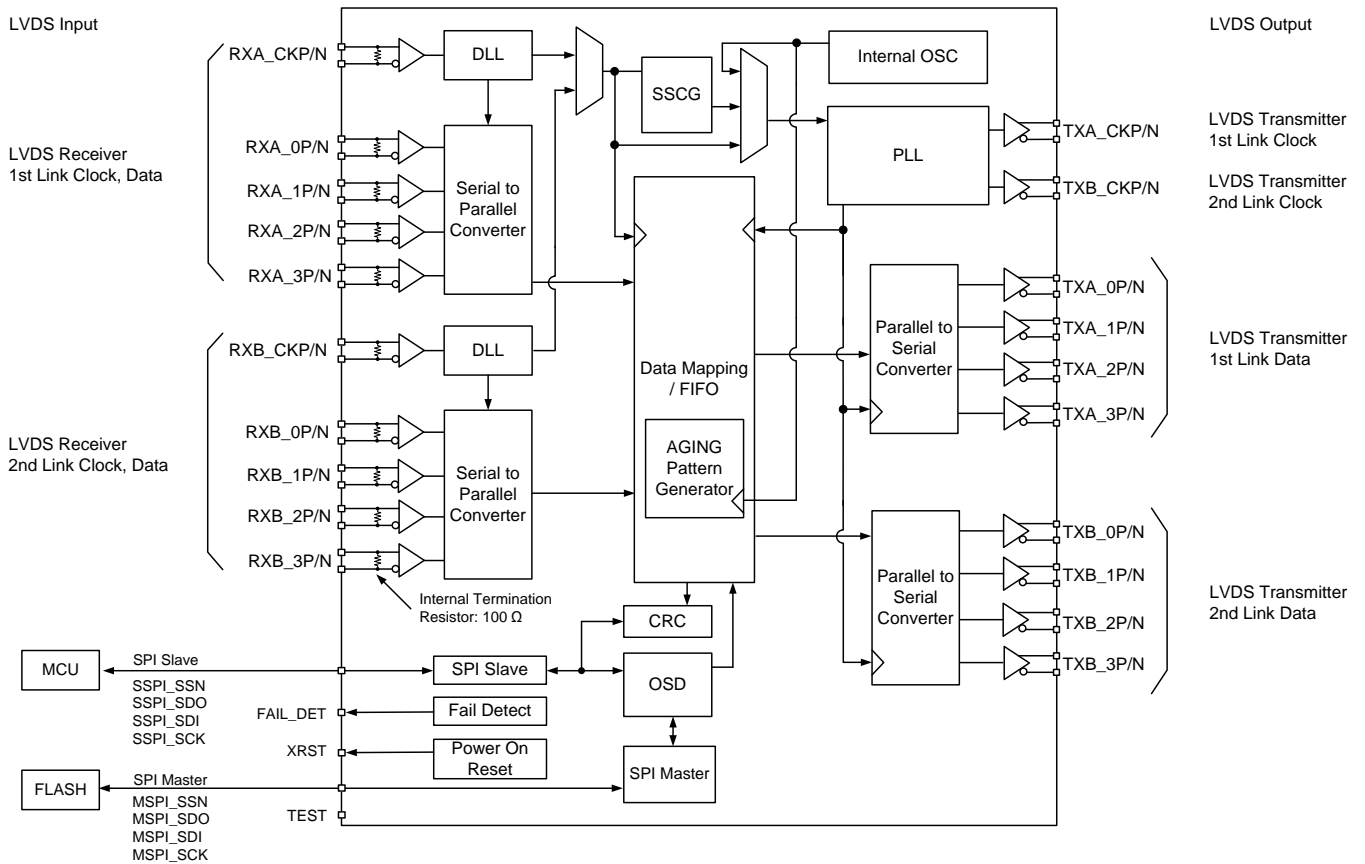 LVDS Input
LVDS Output
RXA_CKP/N
DLL
SSCG
Internal OSC
PLL
TXA_CKP/N
LVDS Transmitter
1st Link Clock
TXB_CKP/N
LVDS Transmitter
2nd Link Clock
LVDS Receiver
1st Link Clock, Data
RXA_0P/N
RXA_1P/N
RXA_2P/N
RXA_3P/N
Serial to
Parallel
Converter
RXB_CKP/N
DLL
Data Mapping
/ FIFO
Parallel to
Serial
Converter
TXA_0P/N
TXA_1P/N
TXA_2P/N
TXA_3P/N
LVDS Transmitter
1st Link Data
LVDS Receiver
2nd Link Clock, Data
RXB_0P/N
RXB_1P/N
RXB_2P/N
RXB_3P/N
Serial to
Parallel
Converter
AGING
Pattern
Generator
Parallel to
Serial
Converter
TXB_0P/N
TXB_1P/N
TXB_2P/N
TXB_3P/N
LVDS Transmitter
2nd Link Data
Internal Termination
Resistor: 100 Ω
CRC
MCU
SPI Slave
SSPI_SSN
SSPI_SDO
SSPI_SDI
SSPI_SCK
SPI Slave
OSD
FAIL_DET
Fail Detect
XRST
Power On
Reset
SPI Master
FLASH
SPI Master
MSPI_SSN
MSPI_SDO
MSPI_SDI
MSPI_SCK
TEST